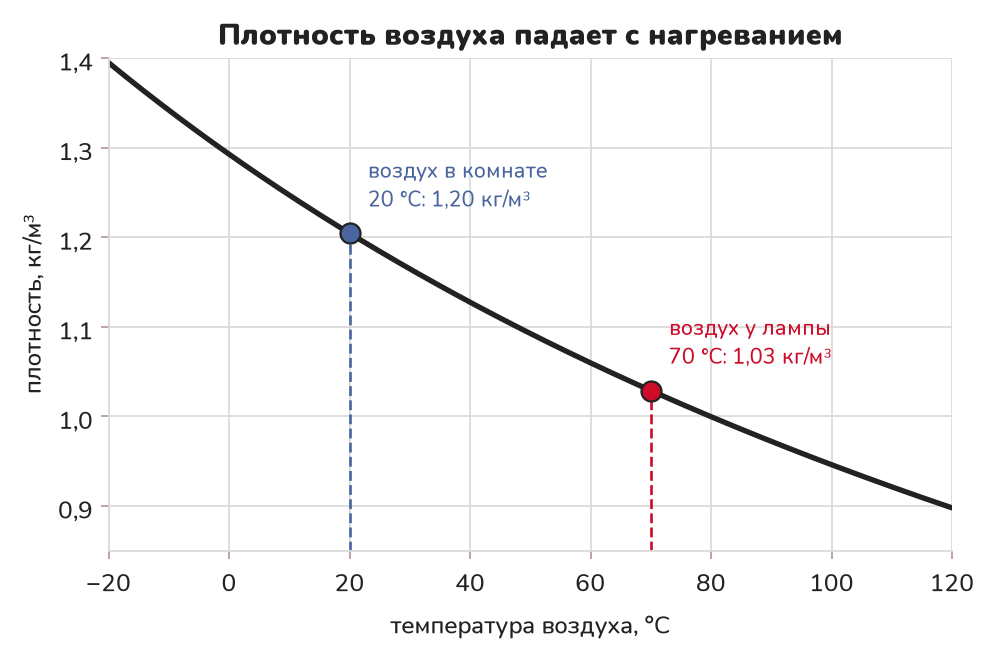 Плотность воздуха падает с нагреванием
1,4
1,3
1,2
1,1
1,0
0,9
плотность, кг/м³
воздух в комнате
20 °C: 1,20 кг/м³
воздух у лампы
70 °C: 1,03 кг/м³
−20 0 20 40 60 80 100 120
температура воздуха, °C